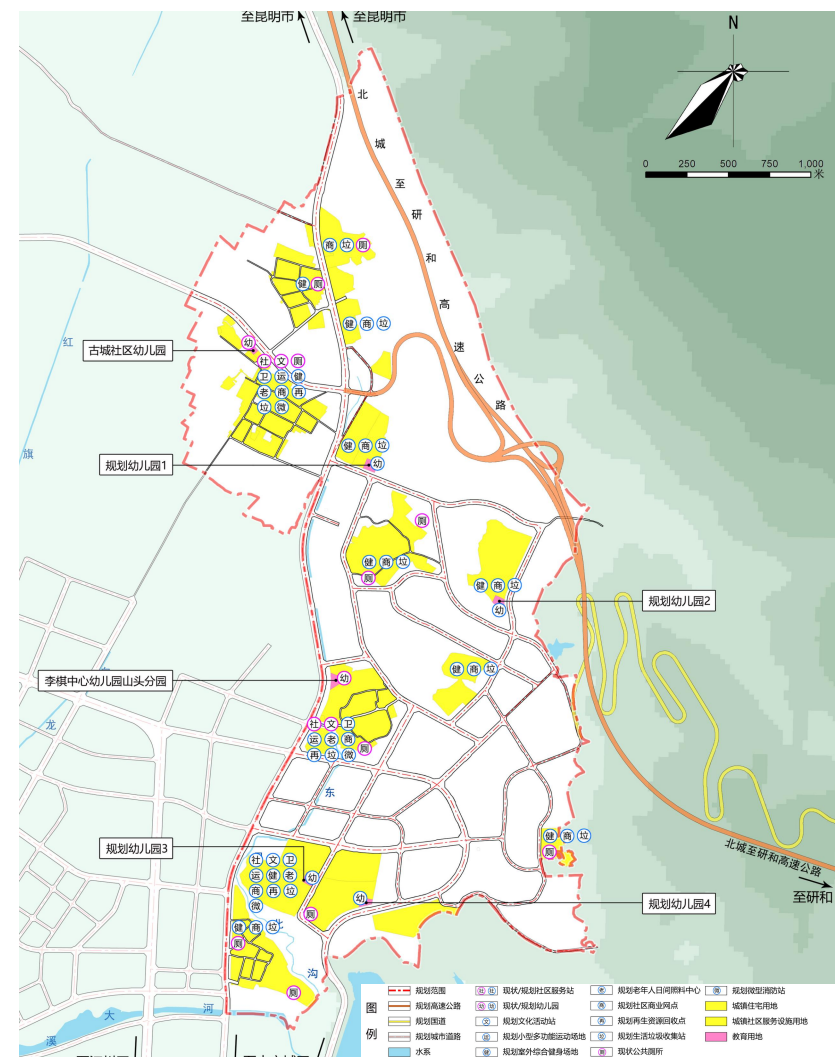 至昆明市
至昆明市
N
0 250 500 750 1,000
米
北城至研和高速公路
商 垃 厕
健 厕
健 商 垃
红
旗
古城社区幼儿园
幼
社 文 厕
卫 运 健
老 商 再
垃 微
健 商 垃
规划幼儿园1
幼
厕
健 商 垃
厕
健 商 垃
幼
规划幼儿园2
健 商 垃
李棋中心幼儿园山头分园
幼
社 文 卫
运 老 商
再 垃 微
厕
龙
东
健 商 垃
厕
北城至研和高速公路
至研和
规划幼儿园3
社 文 卫
运 健 老
商 再 垃
微
幼
厕
幼
规划幼儿园4
健 商 垃
厕
北
沟
厕
大
河
溪
图例
规划范围
规划高速公路
规划国道
规划城市道路
水系
社 社 现状/规划社区服务站
幼 幼 现状/规划幼儿园
文 规划文化活动站
运 规划小型多功能运动场地
健 规划室外综合健身场地
老 规划老年人日间照料中心
商 规划社区商业网点
再 规划再生资源回收点
垃 规划生活垃圾收集站
厕 现状公共厕所
规划微型消防站
城镇住宅用地
城镇社区服务设施用地
教育用地